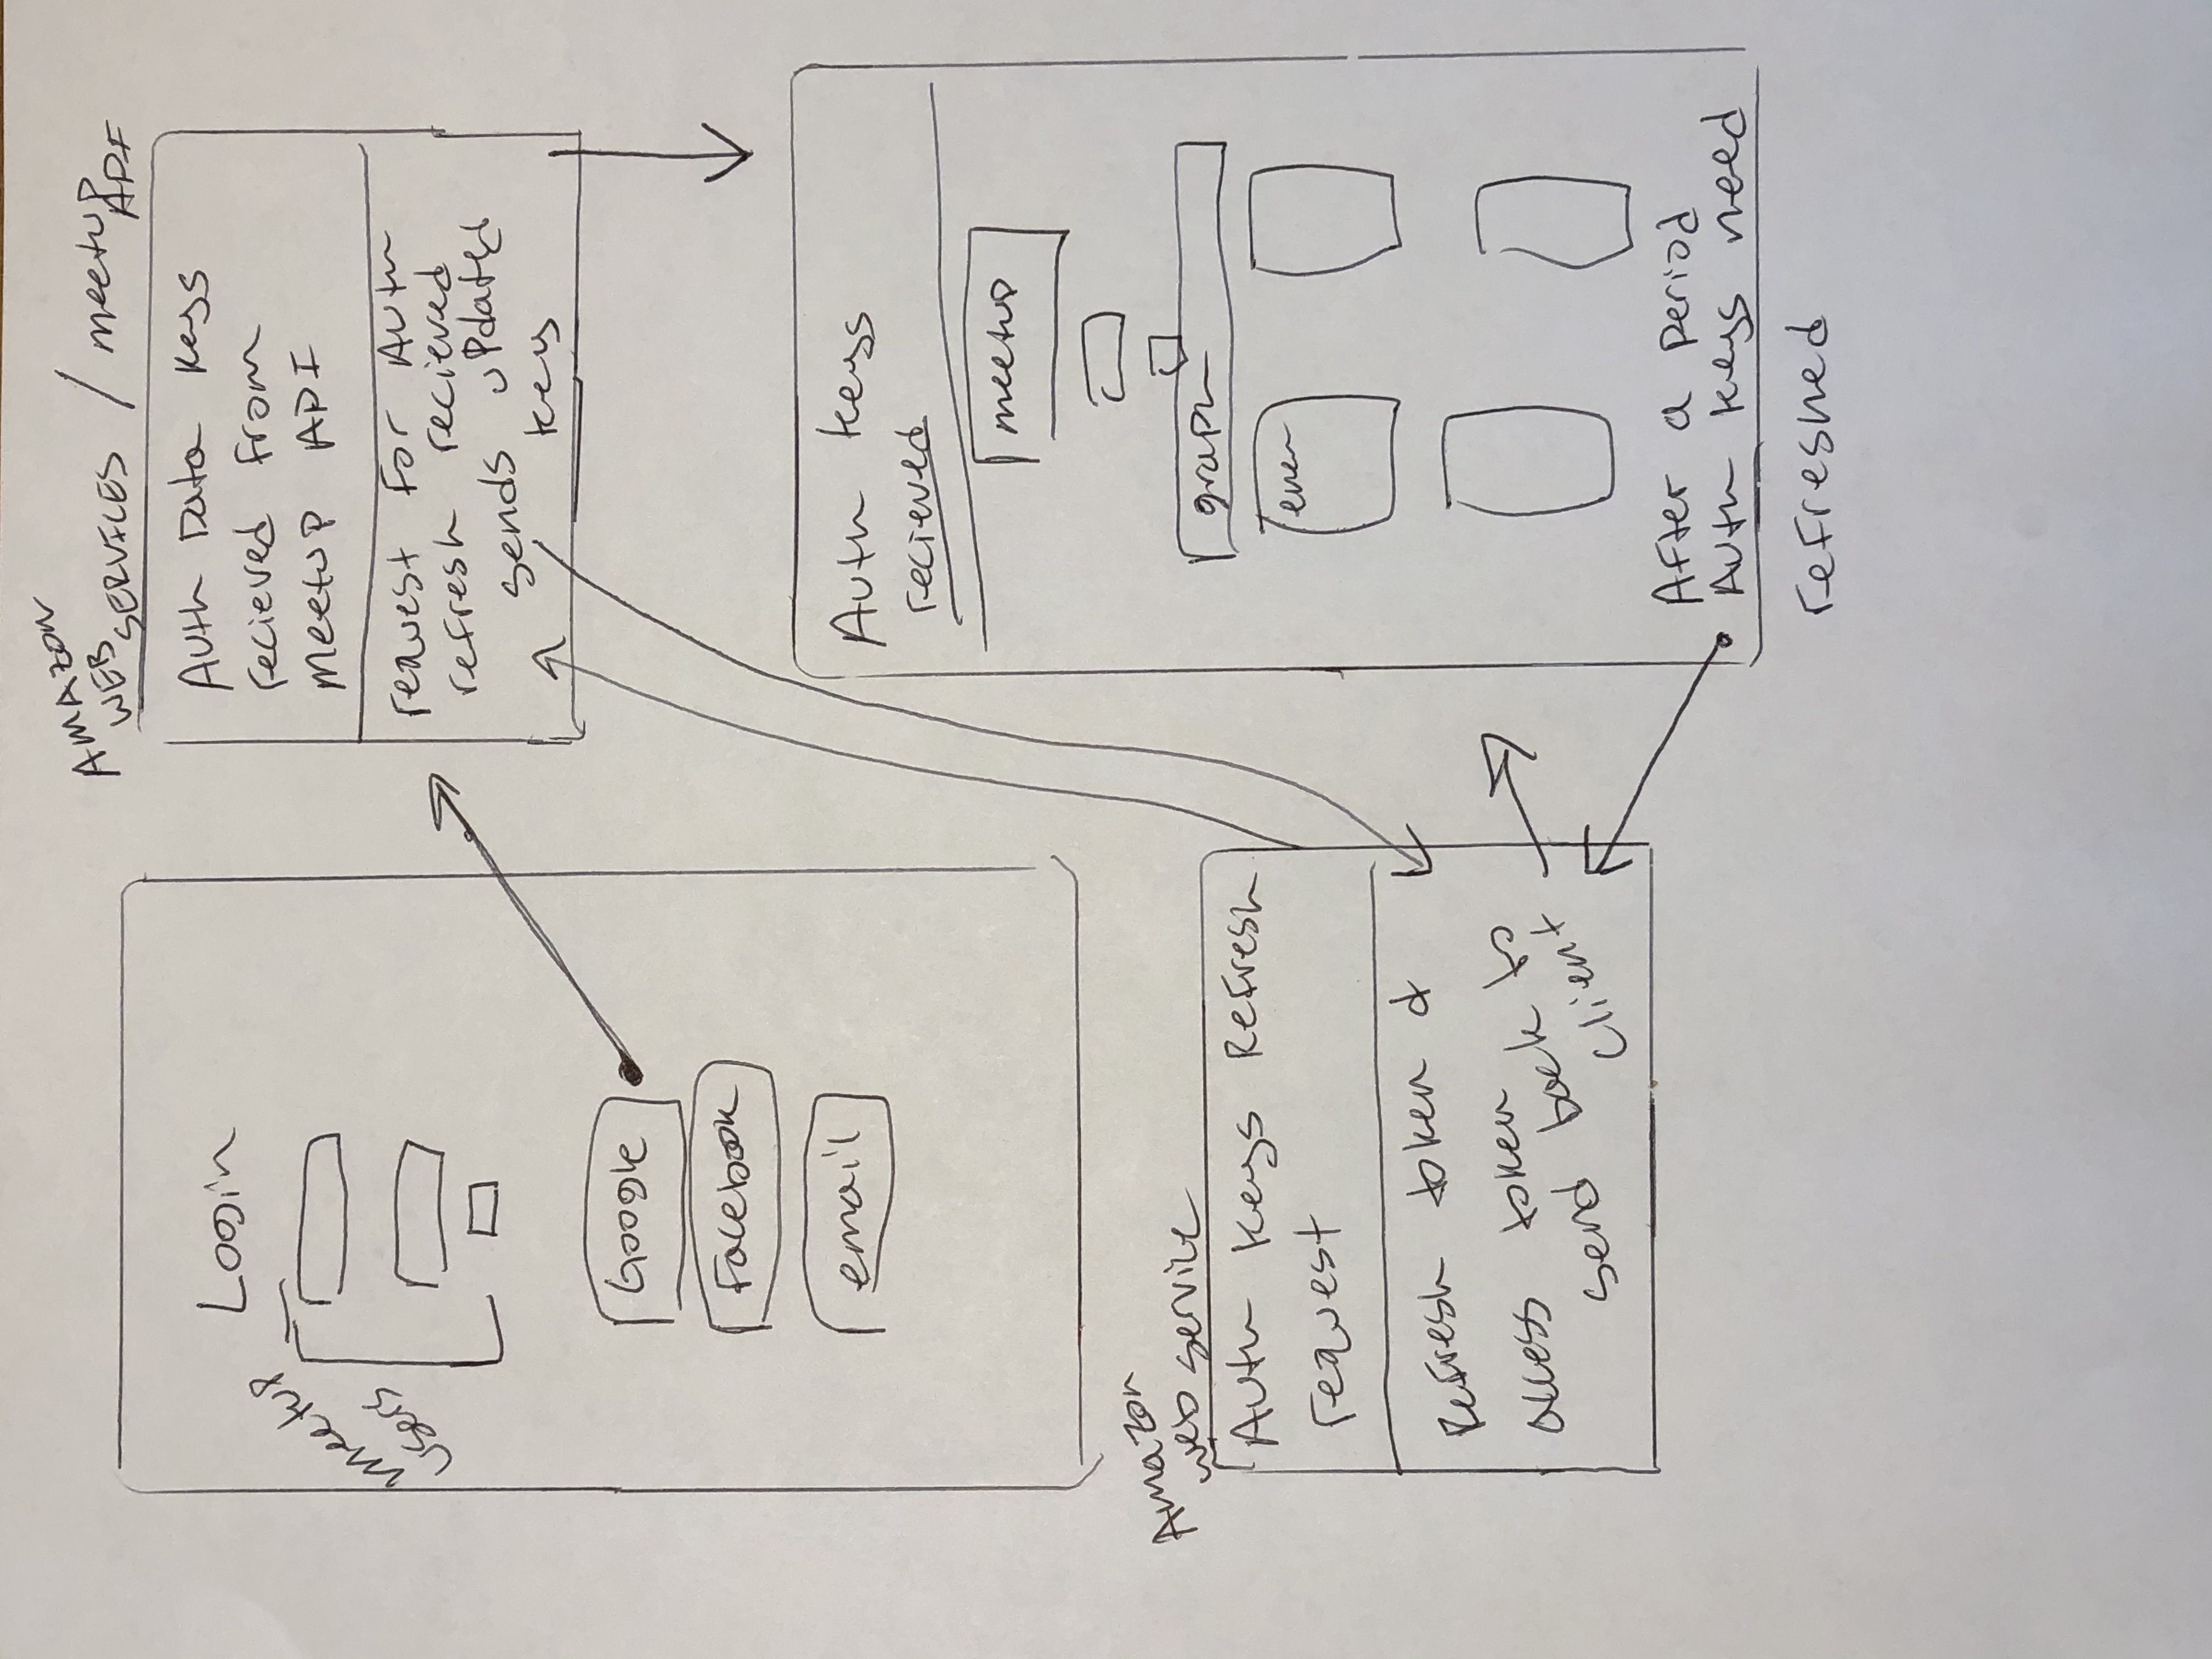 Login
meetup
users
Google
Facebook
email
AMAZON
WEB
SERVICES / meetup
API
Auth Data keys
recieved from
meetup API
request for Auth
refresh recieved
sends updated
keys
Auth keys
recieved
meetup
graph
After a period
Auth keys need
refreshed
Amazon
web service
Auth keys Refresh
request
Refresh token &
access token
send back to
client